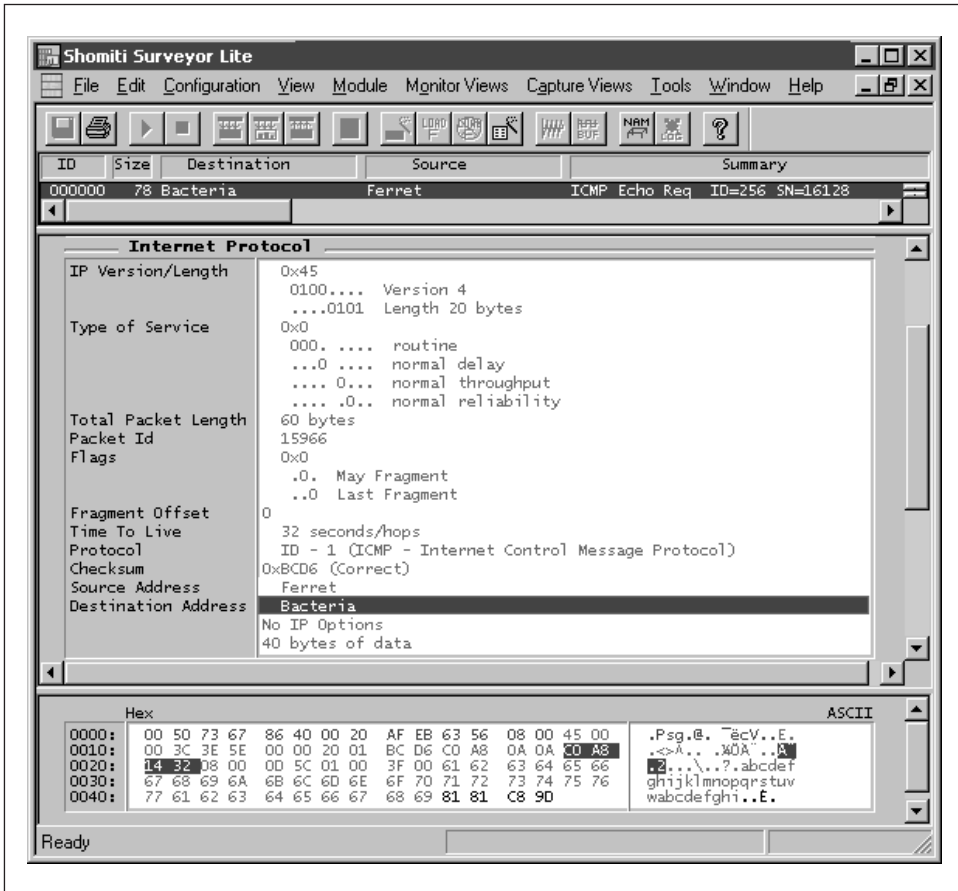 Shomiti Surveyor Lite
File Edit Configuration View Module Monitor Views Capture Views Tools Window Help
ID Size Destination Source Summary
000000 78 Bacteria Ferret ICMP Echo Req ID=256 SN=16128
Internet Protocol
IP Version/Length 0x45
0100.... Version 4
....0101 Length 20 bytes
Type of Service 0x0
000. .... routine
...0 .... normal delay
.... 0... normal throughput
.... .0.. normal reliability
Total Packet Length 60 bytes
Packet Id 15966
Flags 0x0
.0. May Fragment
..0 Last Fragment
Fragment Offset 0
Time To Live 32 seconds/hops
Protocol ID - 1 (ICMP - Internet Control Message Protocol)
Checksum 0xBCD6 (Correct)
Source Address Ferret
Destination Address Bacteria
No IP Options
40 bytes of data
Hex ASCII
0000: 00 50 73 67 86 40 00 20 AF EB 63 56 08 00 45 00 .Psg.@. ¯ëcV..E.
0010: 00 3C 3E 5E 00 00 20 01 BC D6 C0 A8 0A 0A C0 A8
0020: 14 32 08 00 0D 5C 01 00 3F 00 61 62 63 64 65 66 .2...\..?.abcdef
0030: 67 68 69 6A 6B 6C 6D 6E 6F 70 71 72 73 74 75 76 ghijklmnopqrstuv
0040: 77 61 62 63 64 65 66 67 68 69 81 81 C8 9D wabcdefghi..È.
Ready